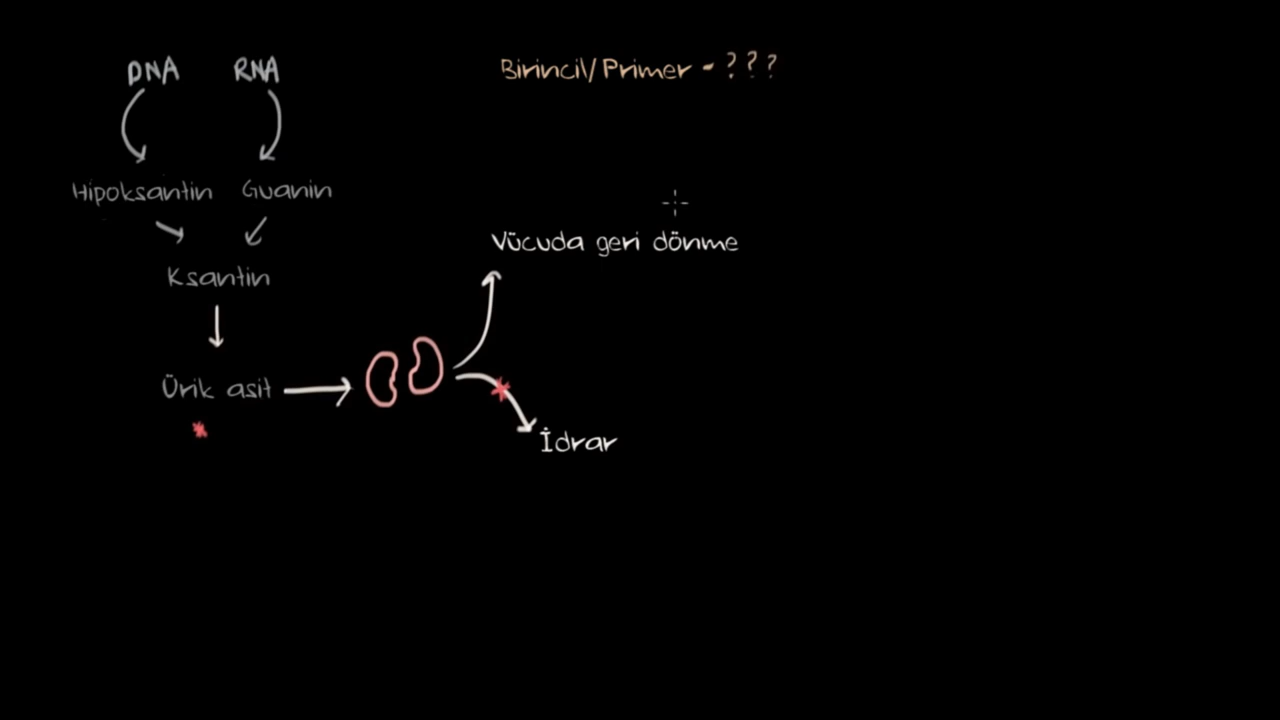 DNA RNA
Birincil/Primer - ???
Hipoksantin Guanin
Vücuda geri dönme
Ksantin
Ürik asit
İdrar